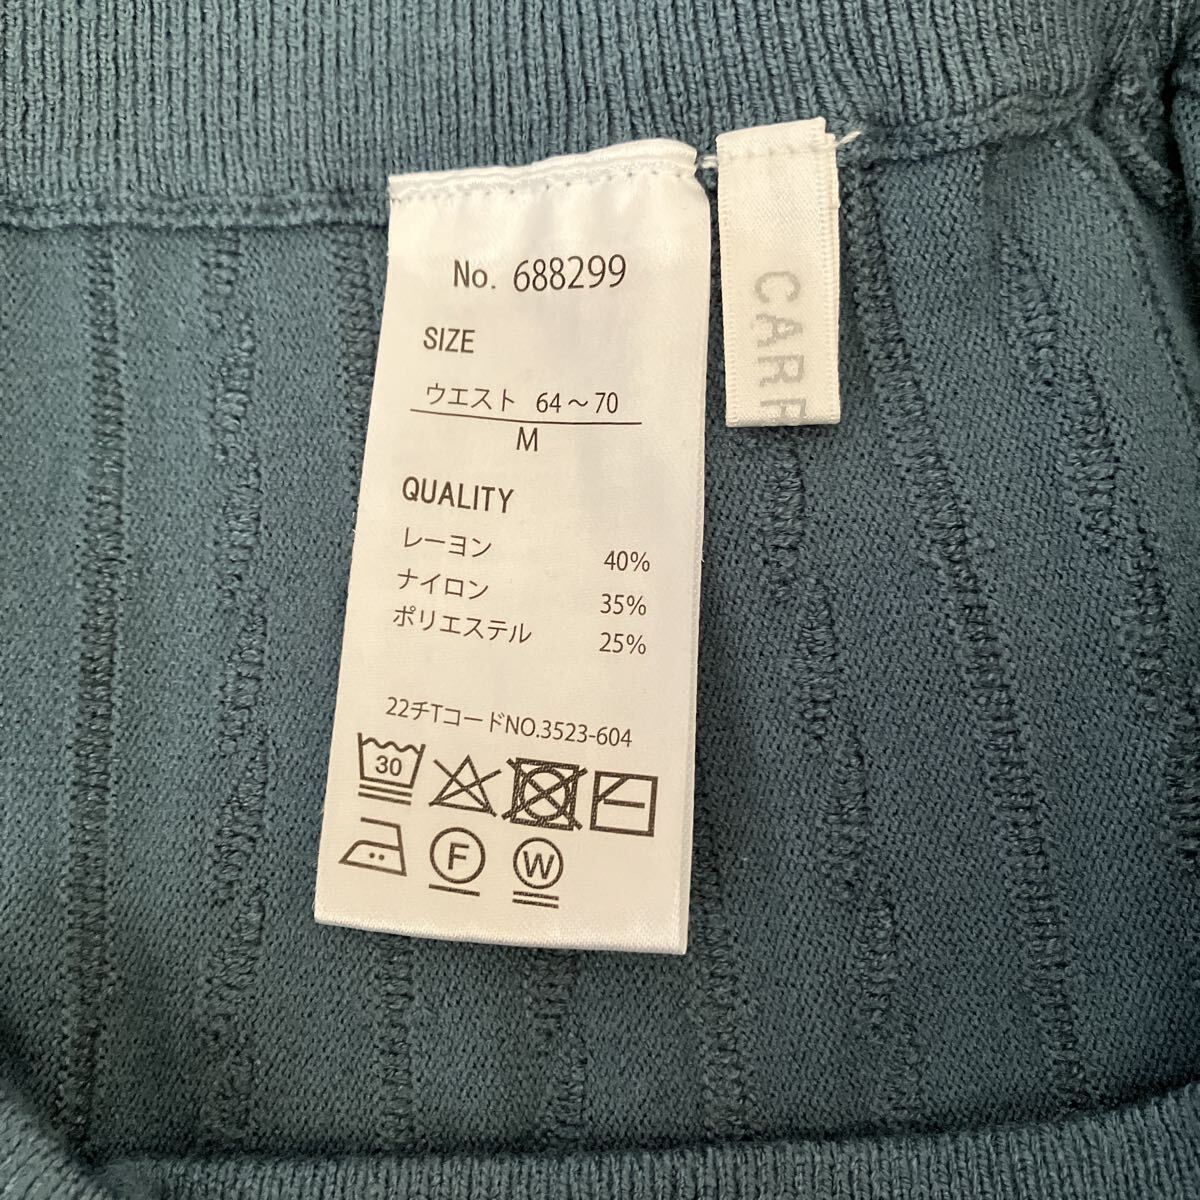 No. 688299
SIZE
ウエスト 64～70
M
QUALITY
レーヨン 40%
ナイロン 35%
ポリエステル 25%
22チTコードNO.3523-604
30
F
W